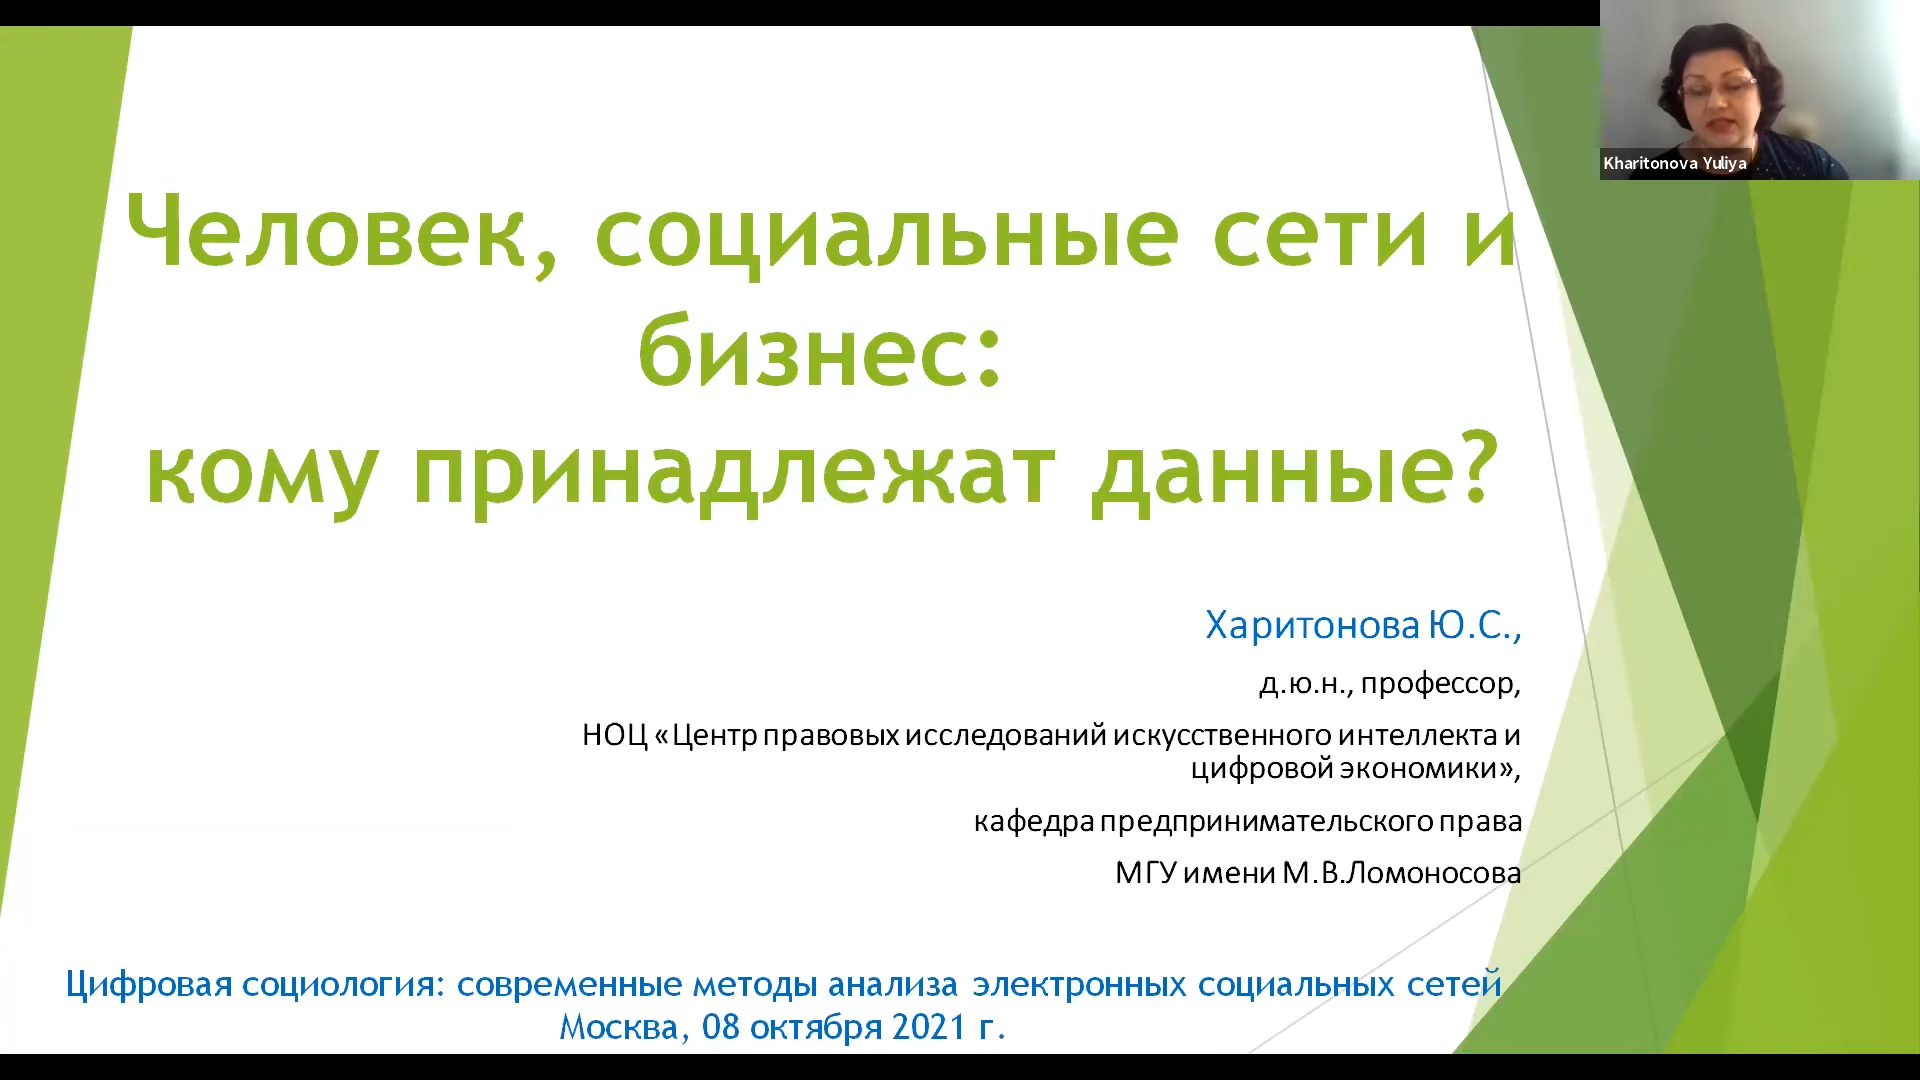 Kharitonova Yuliya
Человек, социальные сети и
бизнес:
кому принадлежат данные?
Харитонова Ю.С.,
д.ю.н., профессор,
НОЦ «Центр правовых исследований искусственного интеллекта и
цифровой экономики»,
кафедра предпринимательского права
МГУ имени М.В.Ломоносова
Цифровая социология: современные методы анализа электронных социальных сетей
Москва, 08 октября 2021 г.